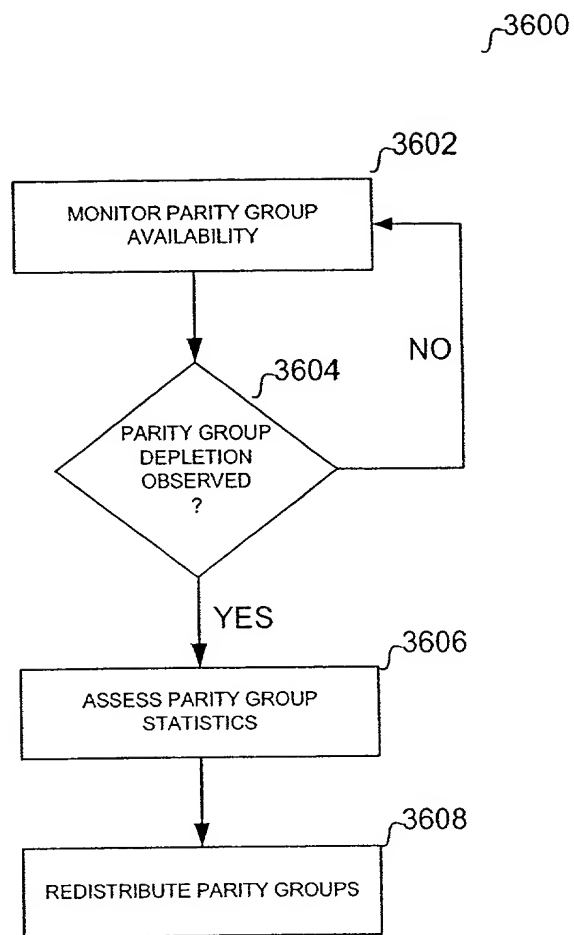 3600
3602
MONITOR PARITY GROUP
AVAILABILITY
NO
3604
PARITY GROUP
DEPLETION
OBSERVED
?
YES
3606
ASSESS PARITY GROUP
STATISTICS
3608
REDISTRIBUTE PARITY GROUPS